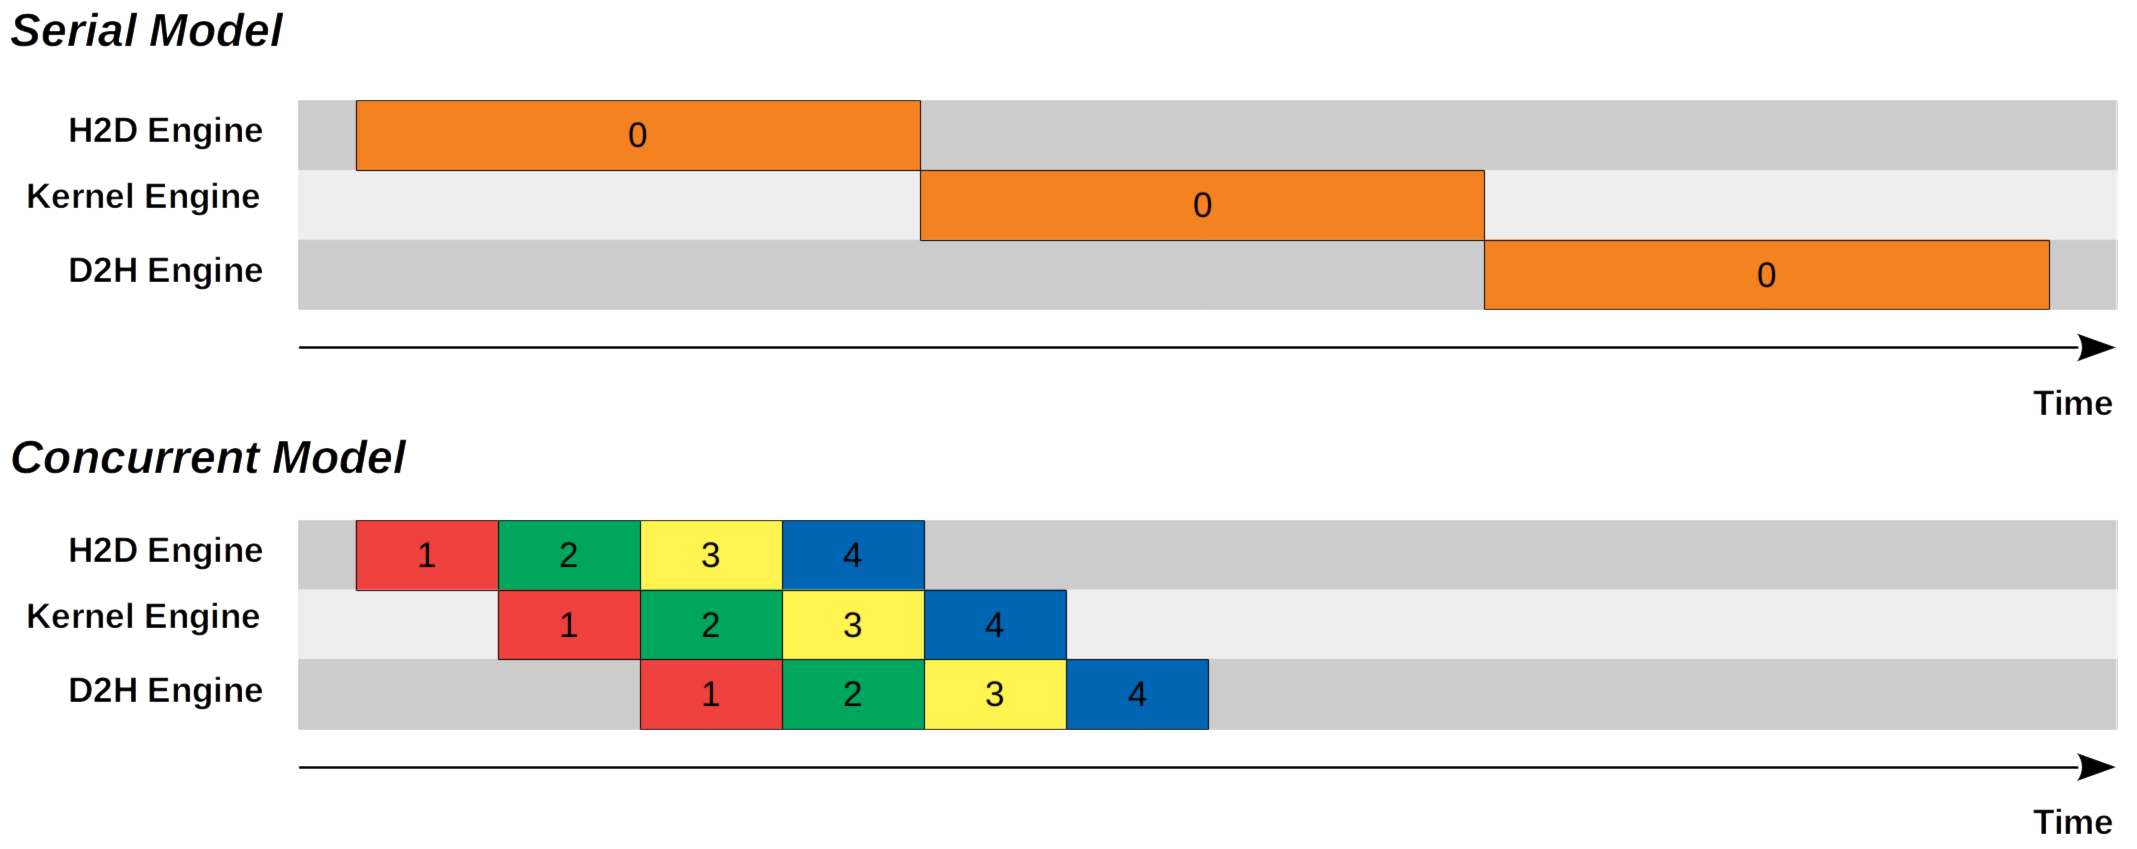 Serial Model
H2D Engine
0
Kernel Engine
0
D2H Engine
0
Time
Concurrent Model
H2D Engine
1 2 3 4
Kernel Engine
1 2 3 4
D2H Engine
1 2 3 4
Time